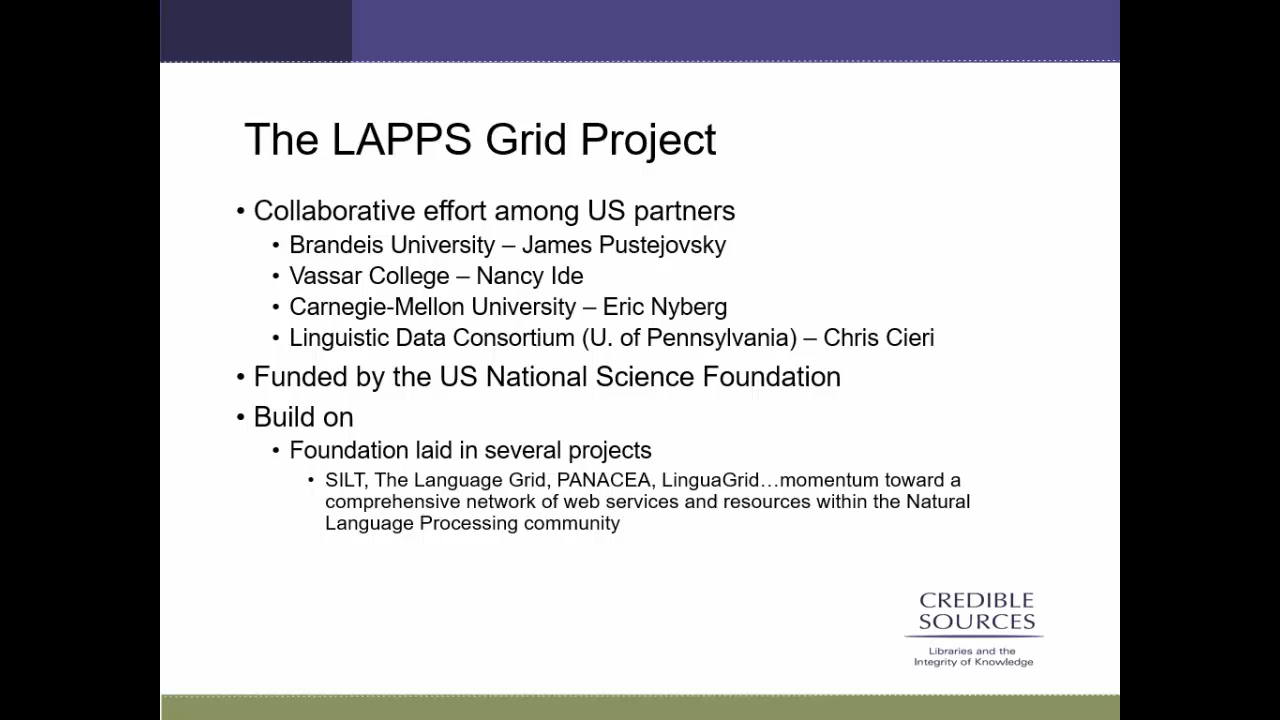 The LAPPS Grid Project
• Collaborative effort among US partners
• Brandeis University – James Pustejovsky
• Vassar College – Nancy Ide
• Carnegie-Mellon University – Eric Nyberg
• Linguistic Data Consortium (U. of Pennsylvania) – Chris Cieri
• Funded by the US National Science Foundation
• Build on
• Foundation laid in several projects
• SILT, The Language Grid, PANACEA, LinguaGrid…momentum toward a
comprehensive network of web services and resources within the Natural
Language Processing community
CREDIBLE
SOURCES
Libraries and the
Integrity of Knowledge